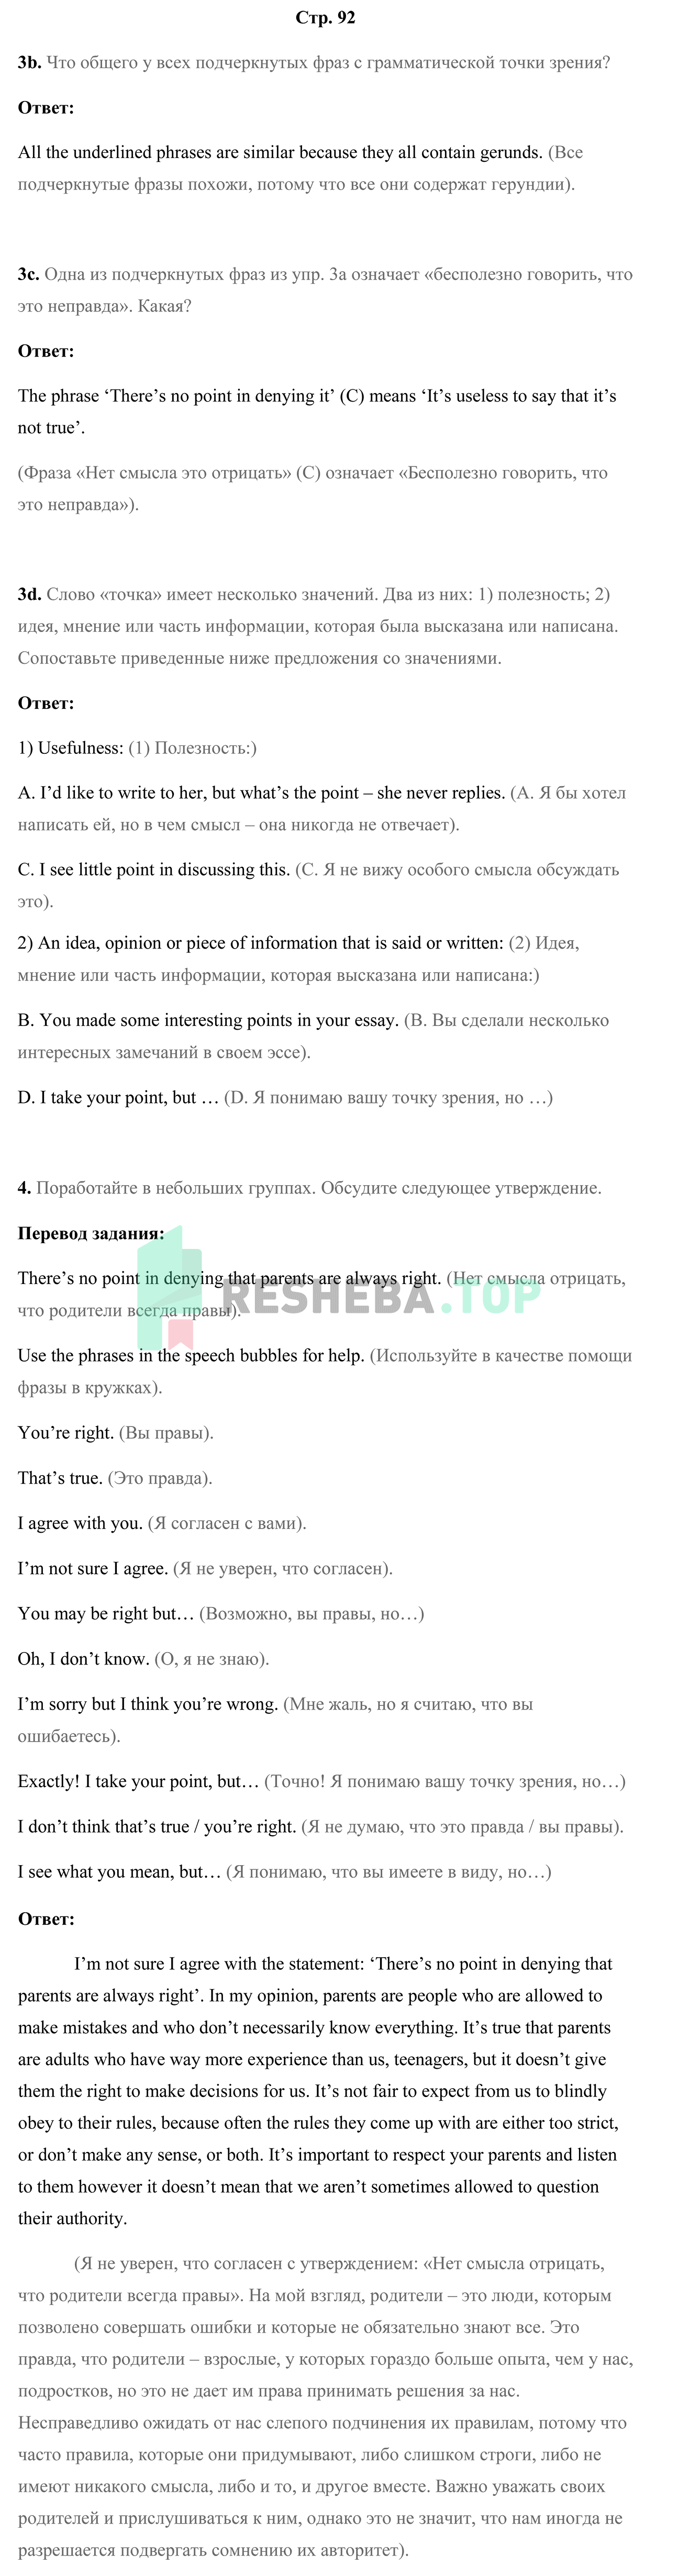 Стр. 92
3b. Что общего у всех подчеркнутых фраз с грамматической точки зрения?
Ответ:
All the underlined phrases are similar because they all contain gerunds. (Все
подчеркнутые фразы похожи, потому что все они содержат герундии).
3c. Одна из подчеркнутых фраз из упр. 3a означает «бесполезно говорить, что
это неправда». Какая?
Ответ:
The phrase ‘There’s no point in denying it’ (C) means ‘It’s useless to say that it’s
not true’.
(Фраза «Нет смысла это отрицать» (C) означает «Бесполезно говорить, что
это неправда»).
3d. Слово «точка» имеет несколько значений. Два из них: 1) полезность; 2)
идея, мнение или часть информации, которая была высказана или написана.
Сопоставьте приведенные ниже предложения со значениями.
Ответ:
1) Usefulness: (1) Полезность:)
A. I’d like to write to her, but what’s the point – she never replies. (A. Я бы хотел
написать ей, но в чем смысл – она никогда не отвечает).
C. I see little point in discussing this. (C. Я не вижу особого смысла обсуждать
это).
2) An idea, opinion or piece of information that is said or written: (2) Идея,
мнение или часть информации, которая высказана или написана:)
B. You made some interesting points in your essay. (B. Вы сделали несколько
интересных замечаний в своем эссе).
D. I take your point, but … (D. Я понимаю вашу точку зрения, но …)
4. Поработайте в небольших группах. Обсудите следующее утверждение.
Перевод задания:
There’s no point in denying that parents are always right. (Нет смысла отрицать,
что родители всегда правы).
RESHEBA.TOP
Use the phrases in the speech bubbles for help. (Используйте в качестве помощи
фразы в кружках).
You’re right. (Вы правы).
That’s true. (Это правда).
I agree with you. (Я согласен с вами).
I’m not sure I agree. (Я не уверен, что согласен).
You may be right but… (Возможно, вы правы, но…)
Oh, I don’t know. (О, я не знаю).
I’m sorry but I think you’re wrong. (Мне жаль, но я считаю, что вы
ошибаетесь).
Exactly! I take your point, but… (Точно! Я понимаю вашу точку зрения, но…)
I don’t think that’s true / you’re right. (Я не думаю, что это правда / вы правы).
I see what you mean, but… (Я понимаю, что вы имеете в виду, но…)
Ответ:
I’m not sure I agree with the statement: ‘There’s no point in denying that
parents are always right’. In my opinion, parents are people who are allowed to
make mistakes and who don’t necessarily know everything. It’s true that parents
are adults who have way more experience than us, teenagers, but it doesn’t give
them the right to make decisions for us. It’s not fair to expect from us to blindly
obey to their rules, because often the rules they come up with are either too strict,
or don’t make any sense, or both. It’s important to respect your parents and listen
to them however it doesn’t mean that we aren’t sometimes allowed to question
their authority.
(Я не уверен, что согласен с утверждением: «Нет смысла отрицать,
что родители всегда правы». На мой взгляд, родители – это люди, которым
позволено совершать ошибки и которые не обязательно знают все. Это
правда, что родители – взрослые, у которых гораздо больше опыта, чем у нас,
подростков, но это не дает им права принимать решения за нас.
Несправедливо ожидать от нас слепого подчинения их правилам, потому что
часто правила, которые они придумывают, либо слишком строги, либо не
имеют никакого смысла, либо и то, и другое вместе. Важно уважать своих
родителей и прислушиваться к ним, однако это не значит, что нам иногда не
разрешается подвергать сомнению их авторитет).